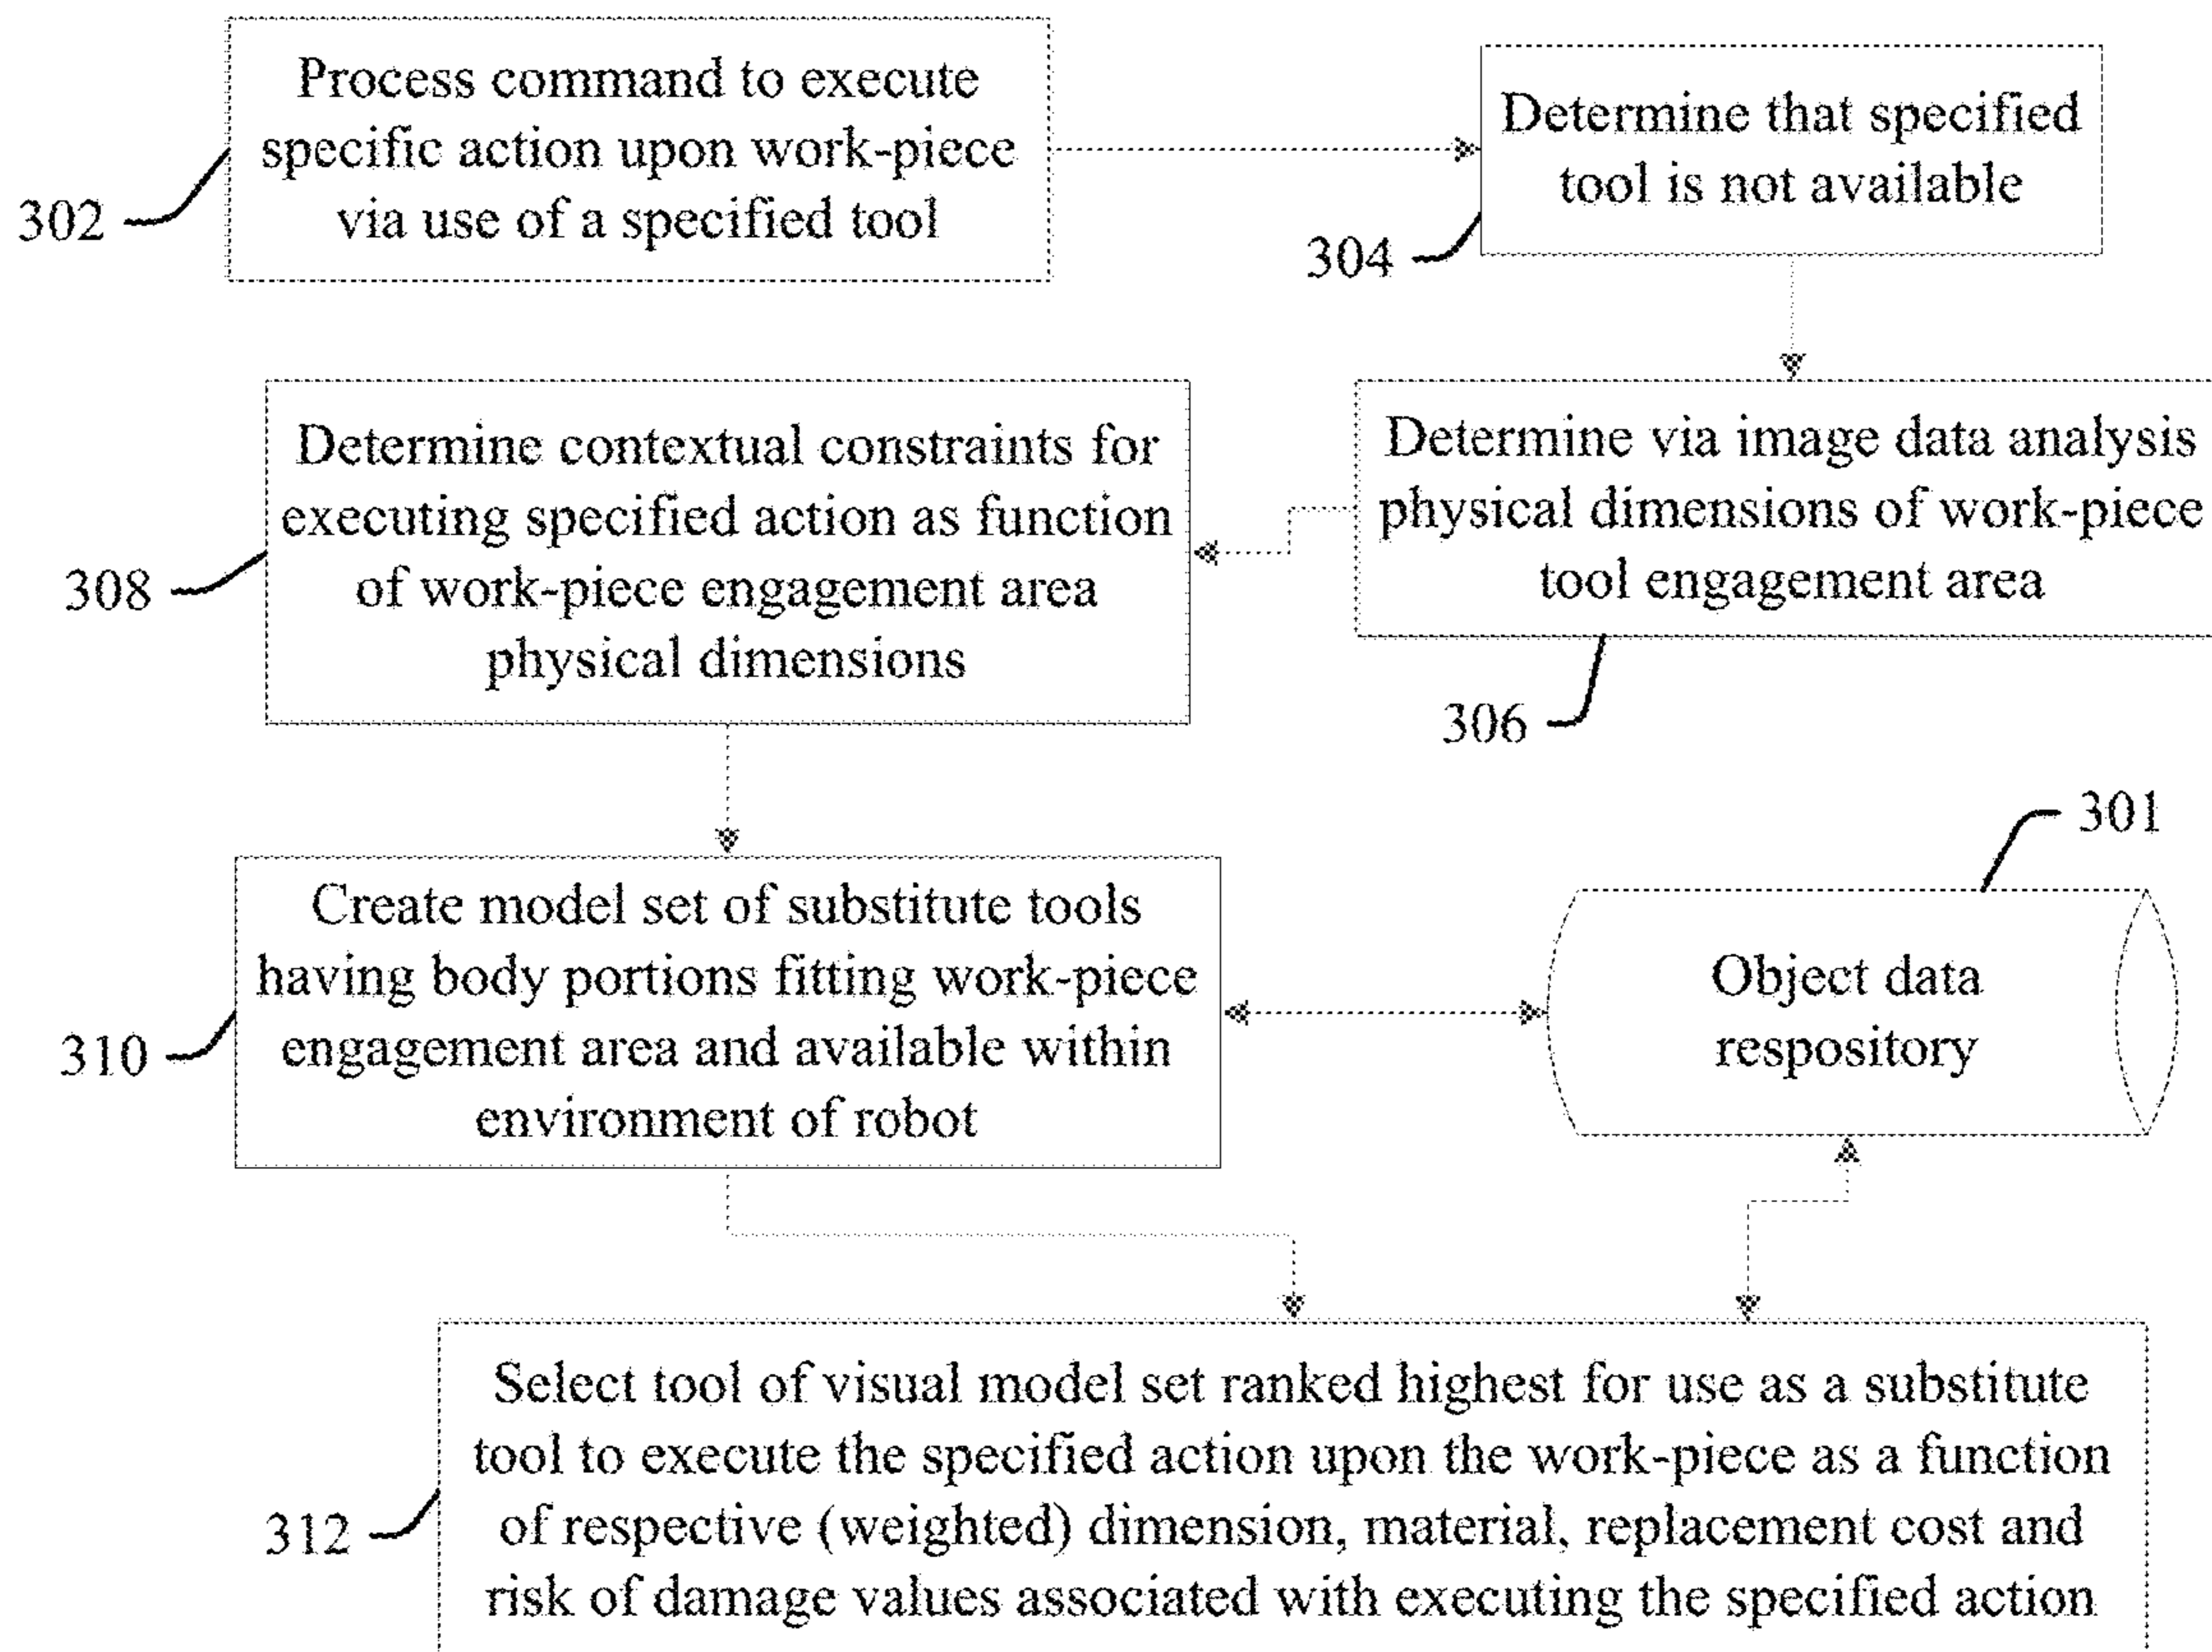 Process command to execute
specific action upon work-piece
via use of a specified tool
302
Determine that specified
tool is not available
304
Determine via image data analysis
physical dimensions of work-piece
tool engagement area
306
Determine contextual constraints for
executing specified action as function
of work-piece engagement area
physical dimensions
308
Create model set of substitute tools
having body portions fitting work-piece
engagement area and available within
environment of robot
310
301
Object data
respository
Select tool of visual model set ranked highest for use as a substitute
tool to execute the specified action upon the work-piece as a function
of respective (weighted) dimension, material, replacement cost and
risk of damage values associated with executing the specified action
312